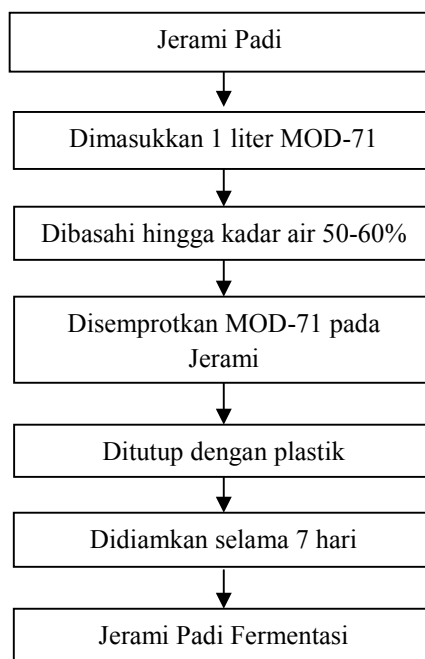 Jerami Padi
Dimasukkan 1 liter MOD-71
Dibasahi hingga kadar air 50-60%
Disemprotkan MOD-71 pada
Jerami
Ditutup dengan plastik
Didiamkan selama 7 hari
Jerami Padi Fermentasi